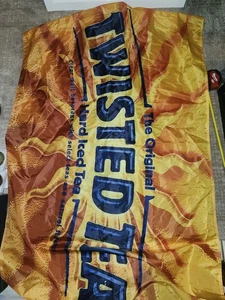 The Original
TWISTED TEA
Hard Iced Tea